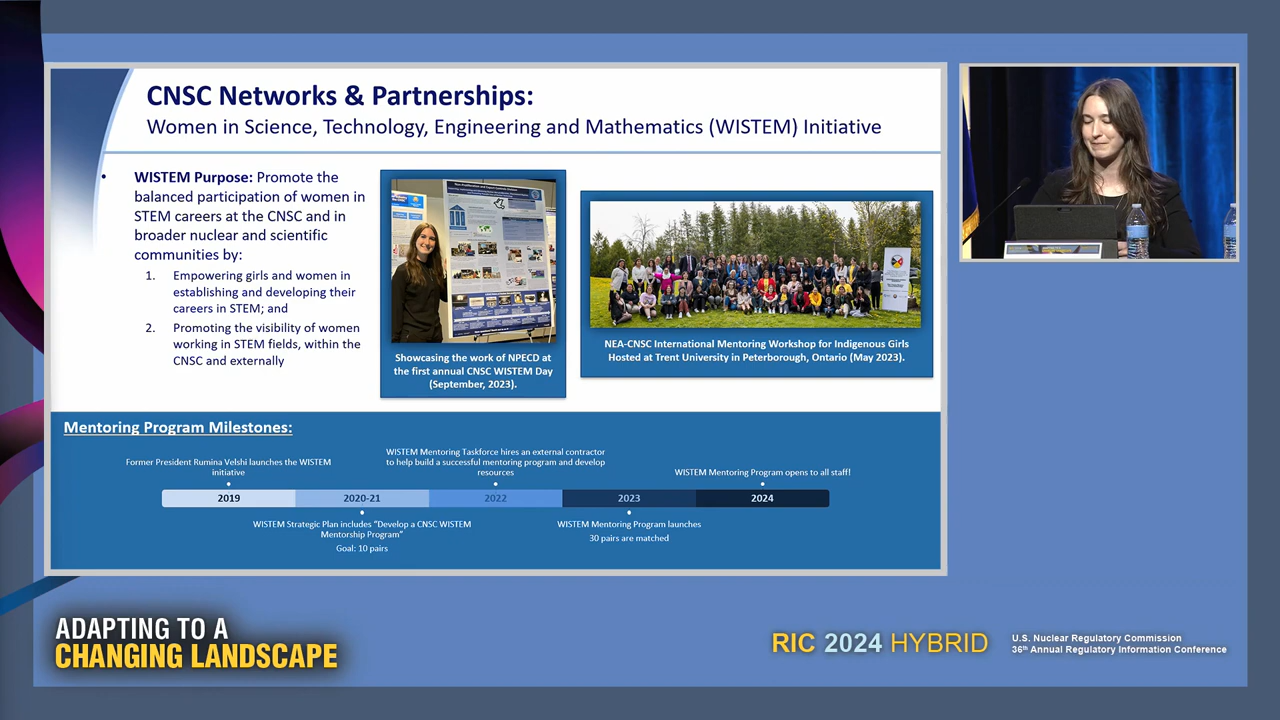 CNSC Networks & Partnerships:
Women in Science, Technology, Engineering and Mathematics (WISTEM) Initiative
• WISTEM Purpose: Promote the
balanced participation of women in
STEM careers at the CNSC and in
broader nuclear and scientific
communities by:
1. Empowering girls and women in
establishing and developing their
careers in STEM; and
2. Promoting the visibility of women
working in STEM fields, within the
CNSC and externally
Showcasing the work of NPECD at
the first annual CNSC WISTEM Day
(September, 2023).
NEA-CNSC International Mentoring Workshop for Indigenous Girls
Hosted at Trent University in Peterborough, Ontario (May 2023).
Mentoring Program Milestones:
Former President Rumina Velshi launches the WISTEM
initiative
WISTEM Mentoring Taskforce hires an external contractor
to help build a successful mentoring program and develop
resources
WISTEM Mentoring Program opens to all staff!
2019 2020-21 2022 2023 2024
WISTEM Strategic Plan includes “Develop a CNSC WISTEM
Mentorship Program”
Goal: 10 pairs
WISTEM Mentoring Program launches
30 pairs are matched
ADAPTING TO A
CHANGING LANDSCAPE
RIC 2024 HYBRID
U.S. Nuclear Regulatory Commission
36th Annual Regulatory Information Conference